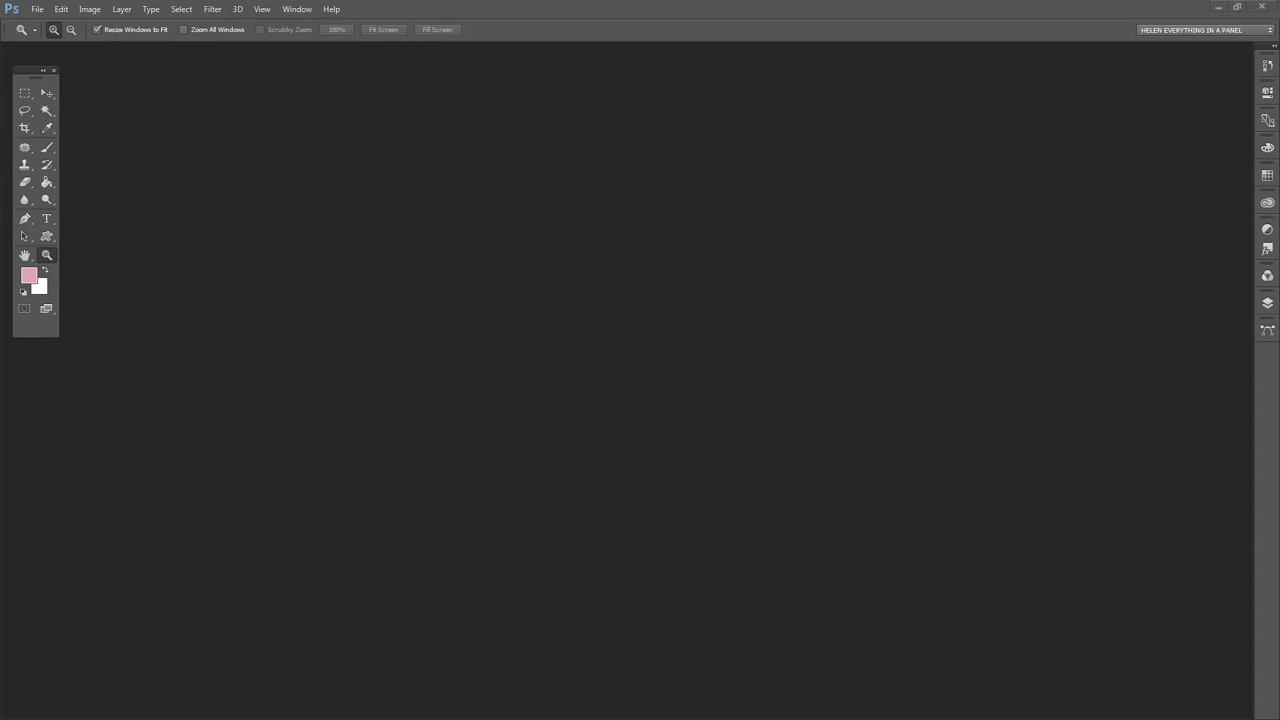 Ps File Edit Image Layer Type Select Filter 3D View Window Help
Resize Windows to Fit Zoom All Windows Scrubby Zoom 100% Fit Screen Fill Screen HELEN EVERYTHING IN A PANEL
T
fx